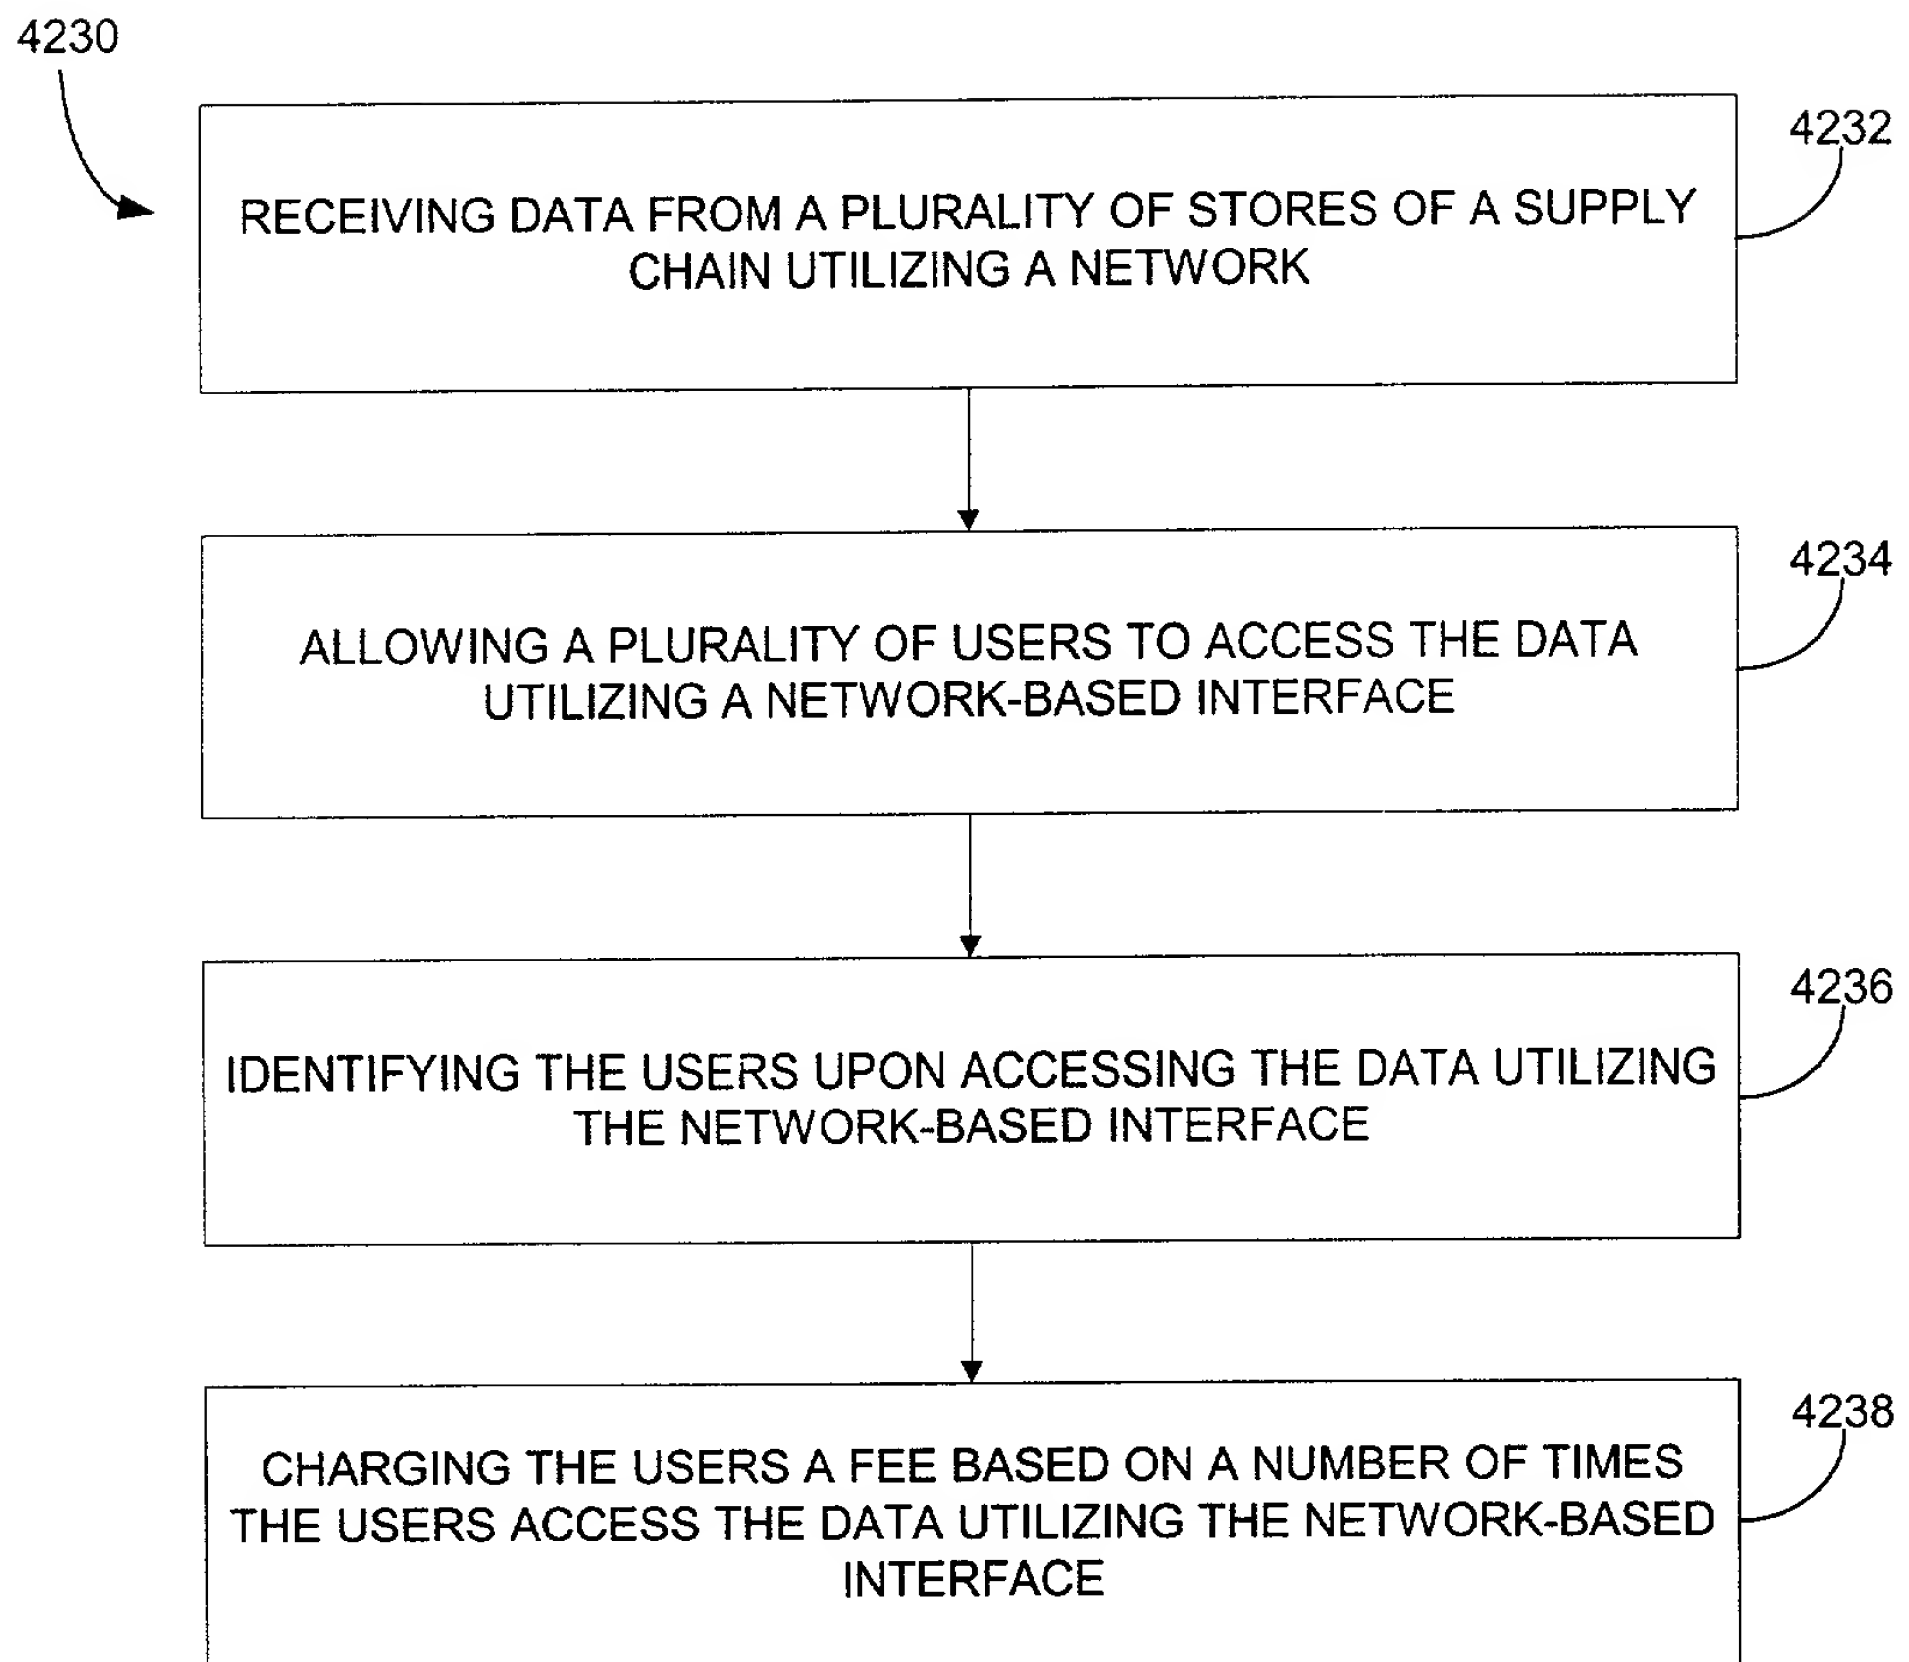 4230
4232
RECEIVING DATA FROM A PLURALITY OF STORES OF A SUPPLY
CHAIN UTILIZING A NETWORK
4234
ALLOWING A PLURALITY OF USERS TO ACCESS THE DATA
UTILIZING A NETWORK-BASED INTERFACE
4236
IDENTIFYING THE USERS UPON ACCESSING THE DATA UTILIZING
THE NETWORK-BASED INTERFACE
4238
CHARGING THE USERS A FEE BASED ON A NUMBER OF TIMES
THE USERS ACCESS THE DATA UTILIZING THE NETWORK-BASED
INTERFACE